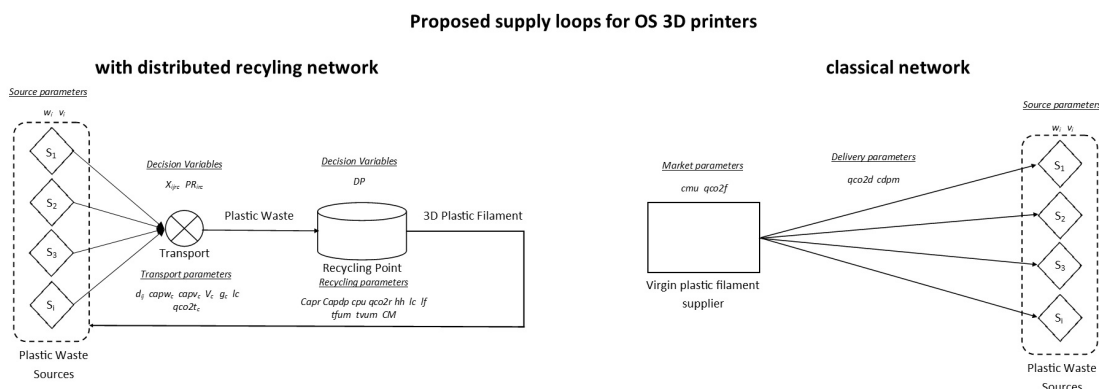 Proposed supply loops for OS 3D printers
with distributed recyling network
classical network
Source parameters
wᵢ vᵢ
S₁
S₂
S₃
Sᵢ
Plastic Waste
Sources
Decision Variables
Xᵢⱼᵣc PRᵢᵣc
Transport
Transport parameters
dᵢⱼ capwc capvc Vc gc lc
qco2tc
Plastic Waste
Decision Variables
DP
Recycling Point
Recycling parameters
Capr Capdp cpu qco2r hh lc lf
tfum tvum CM
3D Plastic Filament
Market parameters
cmu qco2f
Virgin plastic filament
supplier
Delivery parameters
qco2d cdpm
Source parameters
wᵢ vᵢ
S₁
S₂
S₃
Sᵢ
Plastic Waste
Sources